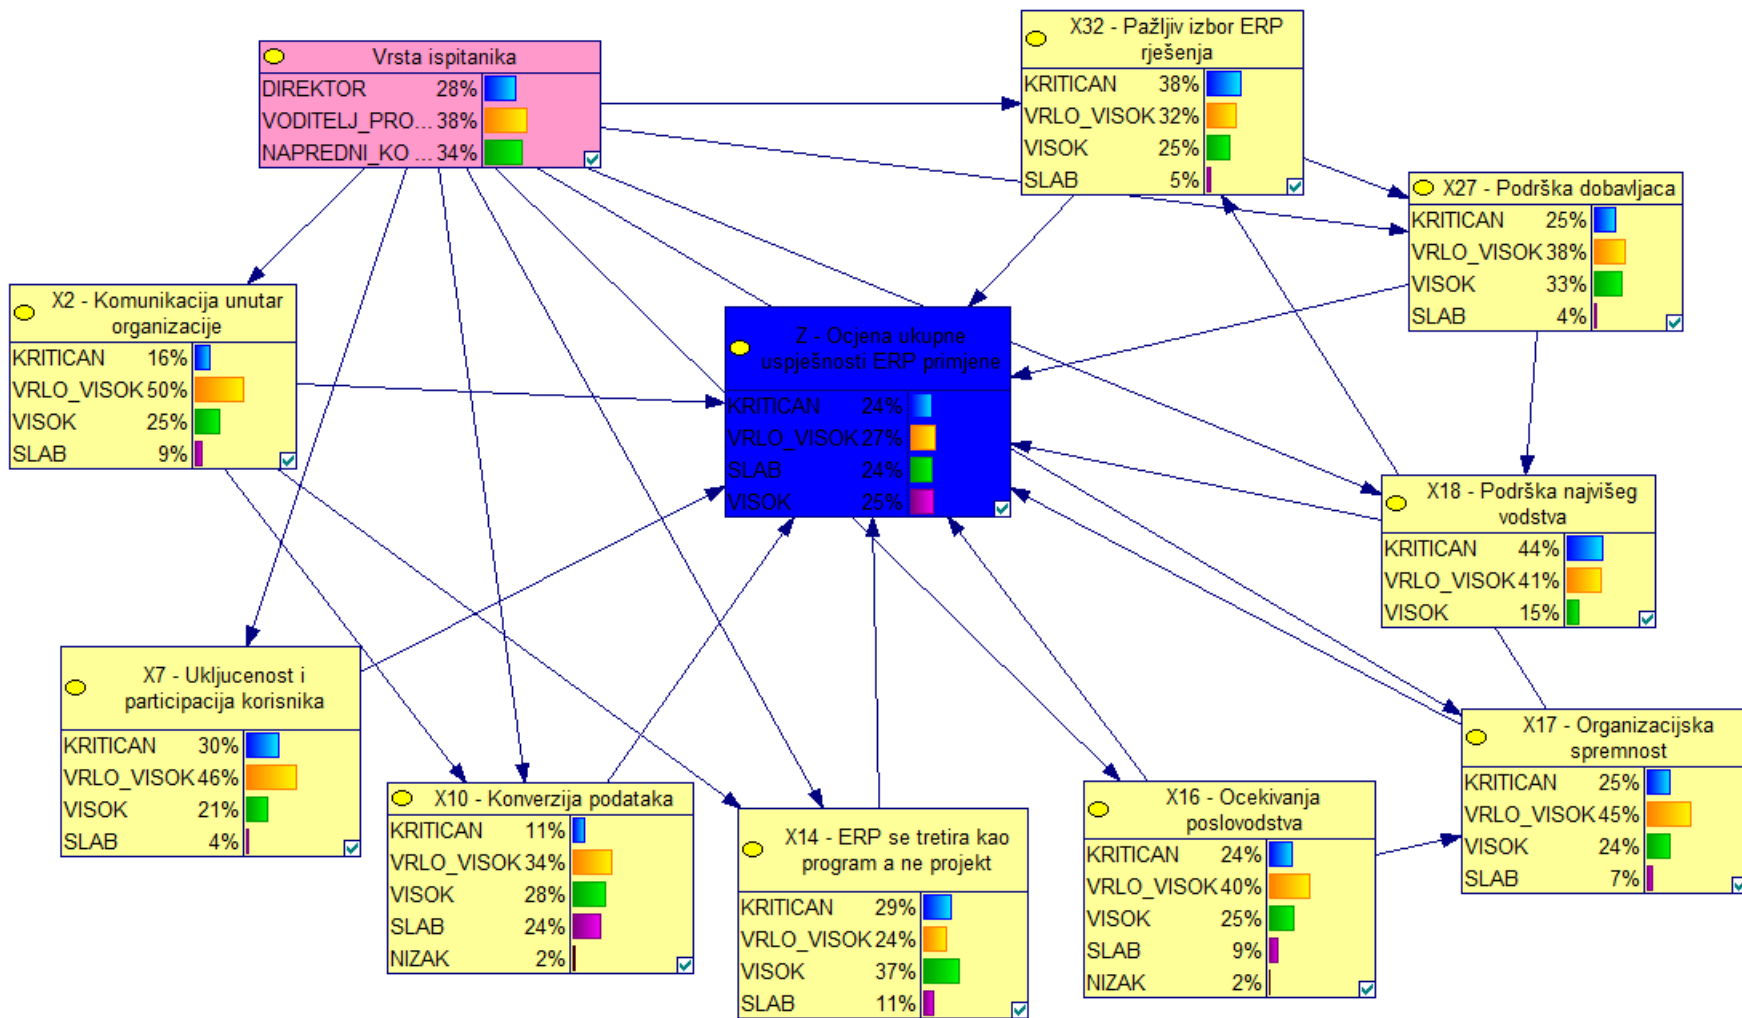 Vrsta ispitanika
DIREKTOR 28%
VODITELJ_PRO... 38%
NAPREDNI_KO ... 34%
X32 - Pažljiv izbor ERP
rješenja
KRITICAN 38%
VRLO_VISOK 32%
VISOK 25%
SLAB 5%
X27 - Podrška dobavljaca
KRITICAN 25%
VRLO_VISOK 38%
VISOK 33%
SLAB 4%
X2 - Komunikacija unutar
organizacije
KRITICAN 16%
VRLO_VISOK 50%
VISOK 25%
SLAB 9%
Z - Ocjena ukupne
uspješnosti ERP primjene
KRITICAN 24%
VRLO_VISOK 27%
SLAB 24%
VISOK 25%
X18 - Podrška najvišeg
vodstva
KRITICAN 44%
VRLO_VISOK 41%
VISOK 15%
X7 - Ukljucenost i
participacija korisnika
KRITICAN 30%
VRLO_VISOK 46%
VISOK 21%
SLAB 4%
X10 - Konverzija podataka
KRITICAN 11%
VRLO_VISOK 34%
VISOK 28%
SLAB 24%
NIZAK 2%
X14 - ERP se tretira kao
program a ne projekt
KRITICAN 29%
VRLO_VISOK 24%
VISOK 37%
SLAB 11%
X16 - Ocekivanja
poslovodstva
KRITICAN 24%
VRLO_VISOK 40%
VISOK 25%
SLAB 9%
NIZAK 2%
X17 - Organizacijska
spremnost
KRITICAN 25%
VRLO_VISOK 45%
VISOK 24%
SLAB 7%